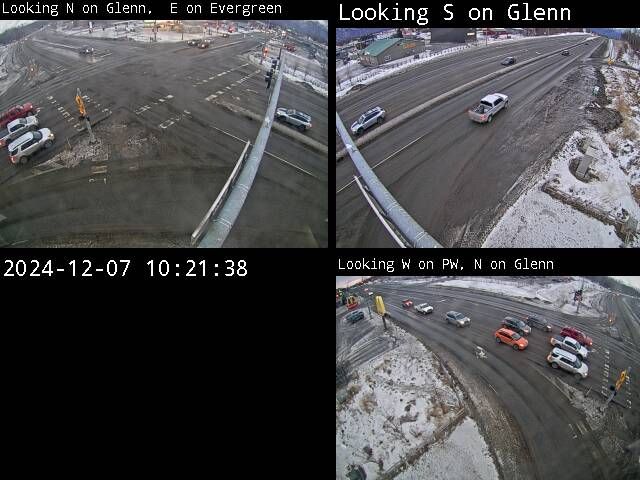 Looking N on Glenn,  E on Evergreen
Looking S on Glenn
2024-12-07 10:21:38
Looking W on PW, N on Glenn